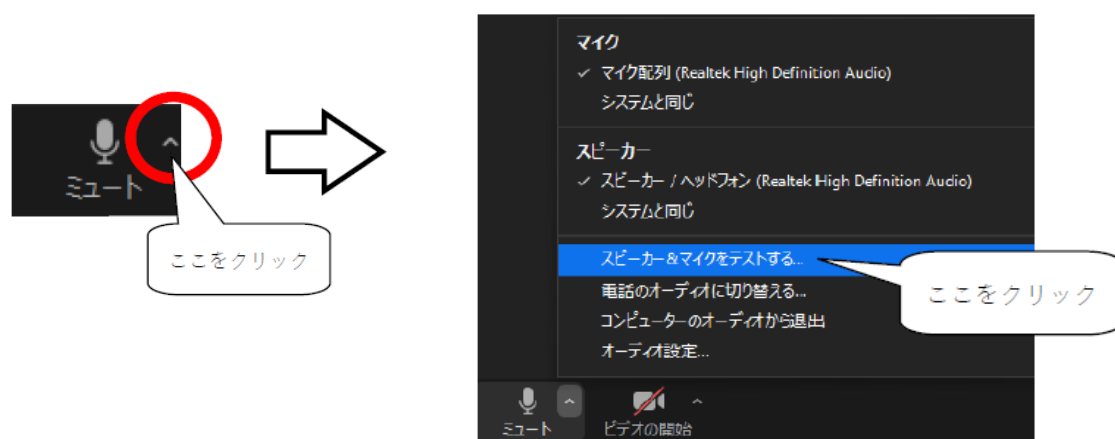 ミュート
ここをクリック
マイク
✓ マイク配列 (Realtek High Definition Audio)
システムと同じ
スピーカー
✓ スピーカー / ヘッドフォン (Realtek High Definition Audio)
システムと同じ
スピーカー&マイクをテストする...
ここをクリック
電話のオーディオに切り替える...
コンピューターのオーディオから退出
オーディオ設定...
ミュート
ビデオの開始